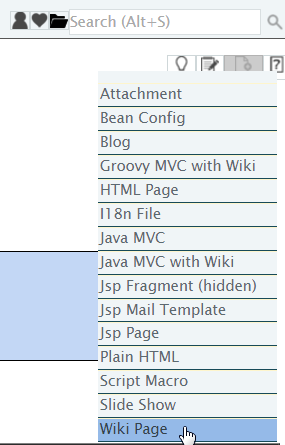 Search (Alt+S)
Attachment
Bean Config
Blog
Groovy MVC with Wiki
HTML Page
I18n File
Java MVC
Java MVC with Wiki
Jsp Fragment (hidden)
Jsp Mail Template
Jsp Page
Plain HTML
Script Macro
Slide Show
Wiki Page